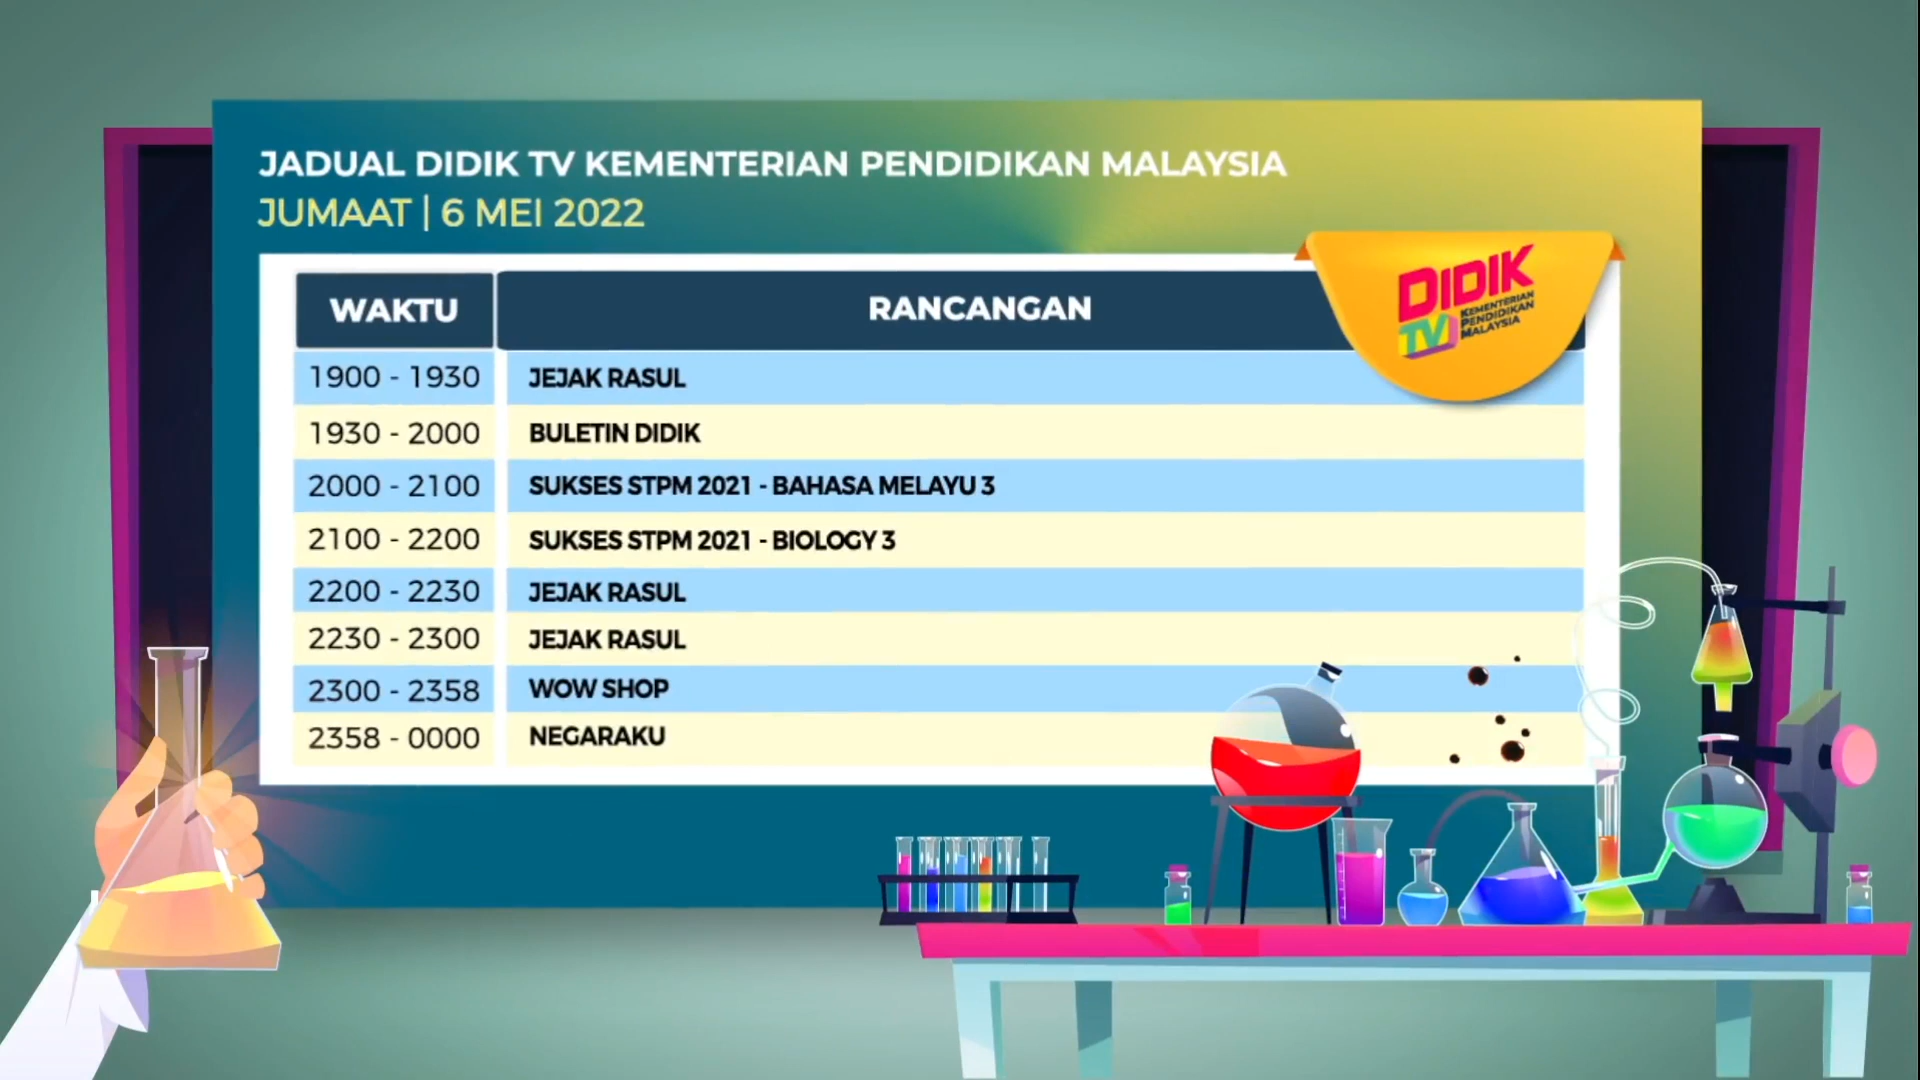 JADUAL DIDIK TV KEMENTERIAN PENDIDIKAN MALAYSIA
JUMAAT | 6 MEI 2022
DIDIK
TV
KEMENTERIAN
PENDIDIKAN
MALAYSIA
WAKTU RANCANGAN
1900 - 1930 JEJAK RASUL
1930 - 2000 BULETIN DIDIK
2000 - 2100 SUKSES STPM 2021 - BAHASA MELAYU 3
2100 - 2200 SUKSES STPM 2021 - BIOLOGY 3
2200 - 2230 JEJAK RASUL
2230 - 2300 JEJAK RASUL
2300 - 2358 WOW SHOP
2358 - 0000 NEGARAKU